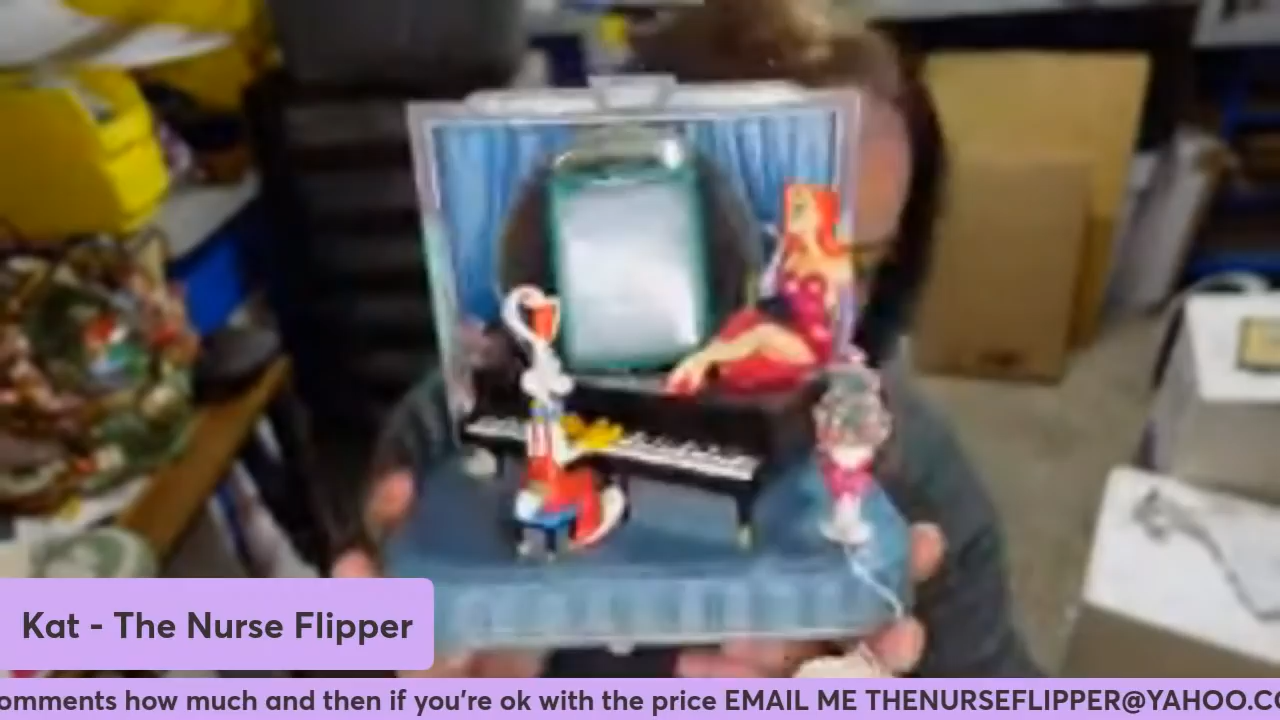 Kat - The Nurse Flipper
omments how much and then if you're ok with the price EMAIL ME THENURSEFLIPPER@YAHOO.CO